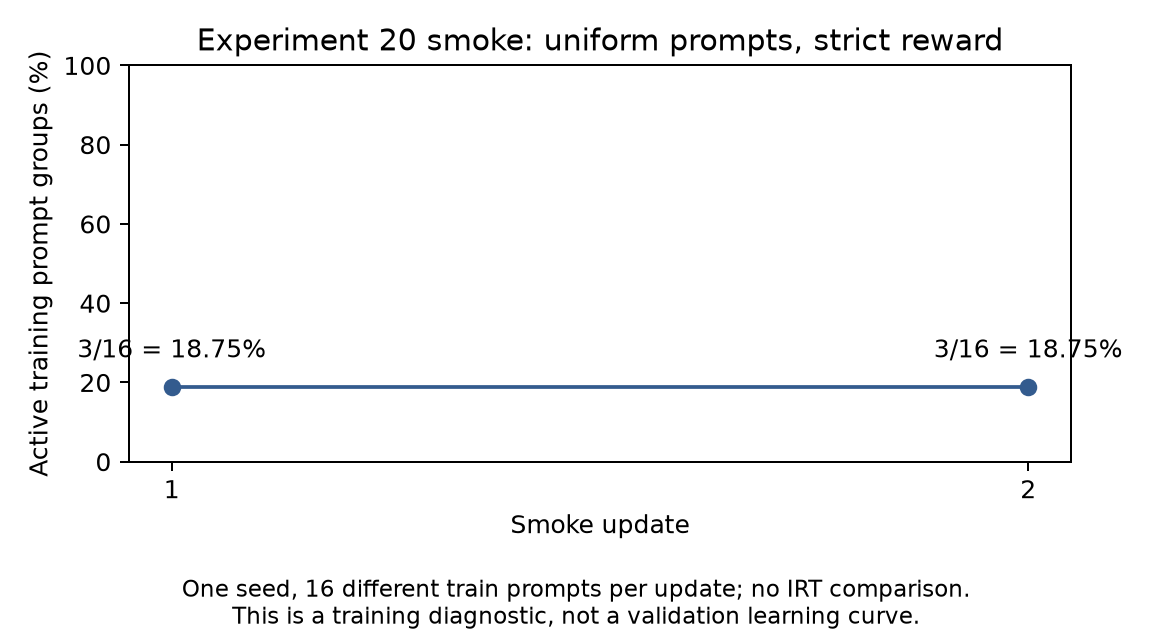 Experiment 20 smoke: uniform prompts, strict reward
Active training prompt groups (%)
100
80
60
40
20
0
3/16 = 18.75%
3/16 = 18.75%
1
2
Smoke update
One seed, 16 different train prompts per update; no IRT comparison.
This is a training diagnostic, not a validation learning curve.